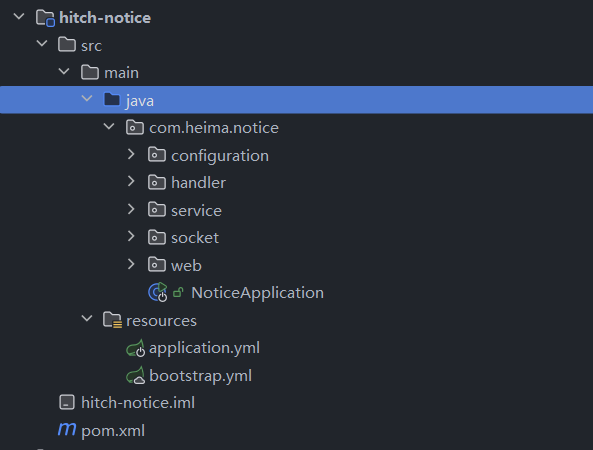 hitch-notice
src
main
java
com.heima.notice
configuration
handler
service
socket
web
NoticeApplication
resources
application.yml
bootstrap.yml
hitch-notice.iml
pom.xml